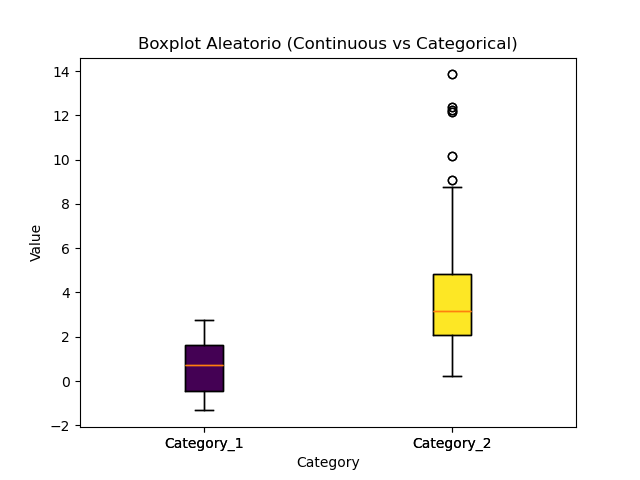 Boxplot Aleatorio (Continuous vs Categorical)
14
12
10
8
6
4
2
0
−2
Value
Category_1 Category_2
Category